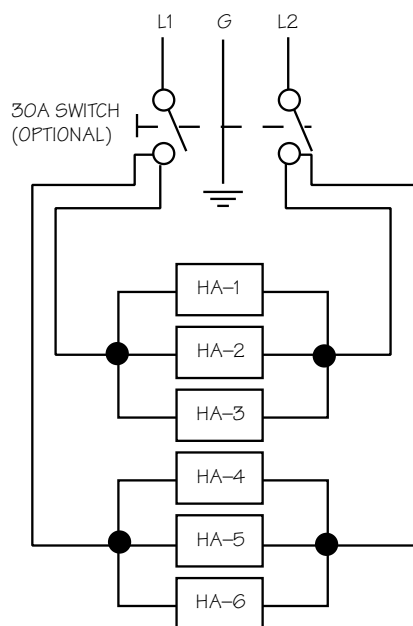 L1 G L2
30A SWITCH
(OPTIONAL)
HA–1
HA–2
HA–3
HA–4
HA–5
HA–6